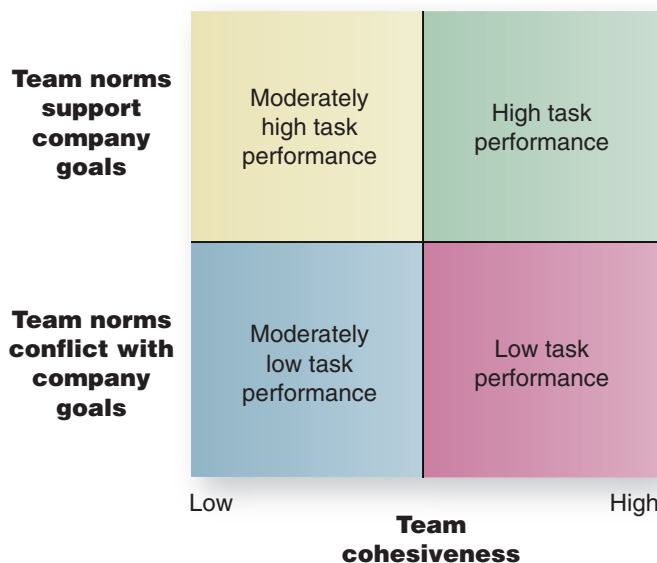 Team norms
support
company
goals
Moderately
high task
performance
High task
performance
Team norms
conflict with
company
goals
Moderately
low task
performance
Low task
performance
Low
High
Team
cohesiveness